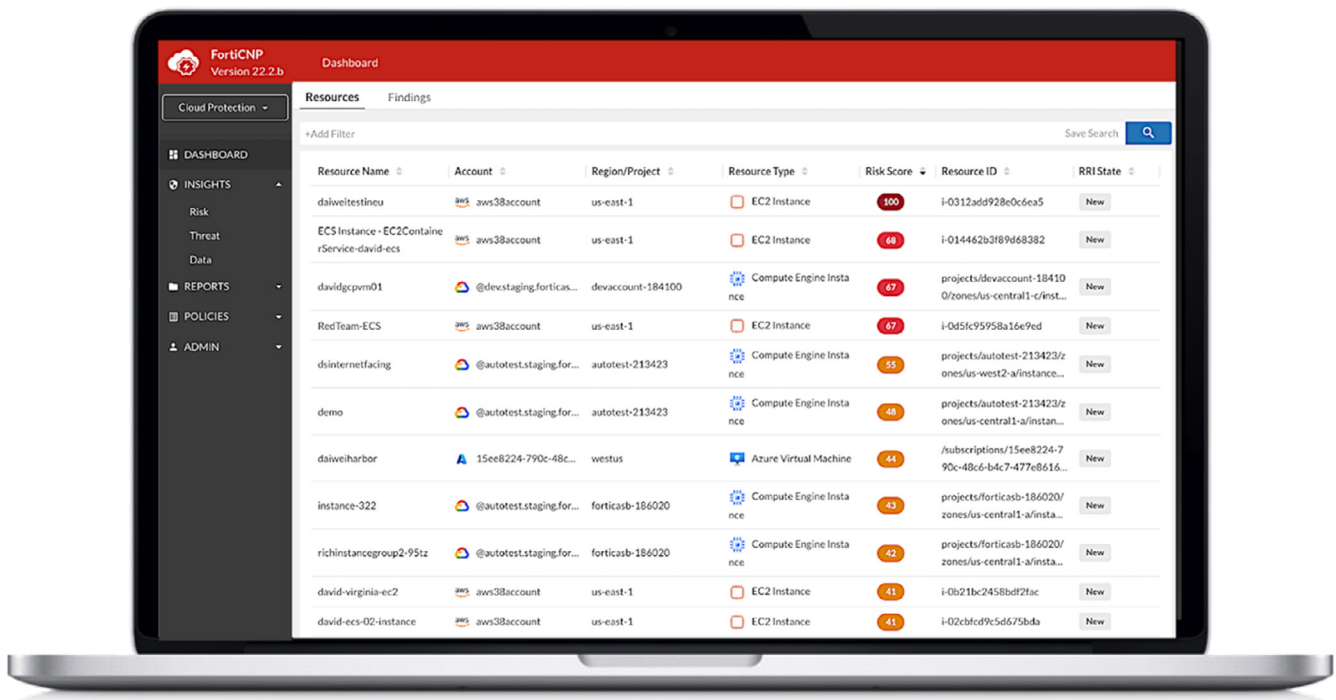 FortiCNP
Version 22.2.b
Dashboard
Cloud Protection
DASHBOARD
INSIGHTS
Risk
Threat
Data
REPORTS
POLICIES
ADMIN
Resources Findings
+Add Filter Save Search
Resource Name Account Region/Project Resource Type Risk Score Resource ID RRI State
daiweitestineu aws aws38account us-east-1 EC2 Instance 100 i-0312add928e0c6ea5 New
ECS Instance - EC2Containe
rService-david-ecs aws aws38account us-east-1 EC2 Instance 68 i-014462b3f89d68382 New
davidgcpvm01 @dev.staging.forticas... devaccount-184100 Compute Engine Insta
nce 67 projects/devaccount-18410
0/zones/us-central1-c/inst... New
RedTeam-ECS aws aws38account us-east-1 EC2 Instance 67 i-0d5fc95958a16e9ed New
dsinternetfacing @autotest.staging.for... autotest-213423 Compute Engine Insta
nce 55 projects/autotest-213423/z
ones/us-west2-a/instance... New
demo @autotest.staging.for... autotest-213423 Compute Engine Insta
nce 48 projects/autotest-213423/z
ones/us-central1-a/instan... New
daiweiharbor 15ee8224-790c-48c... westus Azure Virtual Machine 44 /subscriptions/15ee8224-7
90c-48c6-b4c7-477e8616... New
instance-322 @autotest.staging.for... forticasb-186020 Compute Engine Insta
nce 43 projects/forticasb-186020/
zones/us-central1-a/insta... New
richinstancegroup2-95tz @autotest.staging.for... forticasb-186020 Compute Engine Insta
nce 42 projects/forticasb-186020/
zones/us-central1-a/insta... New
david-virginia-ec2 aws aws38account us-east-1 EC2 Instance 41 i-0b21bc2458bdf2fac New
david-ecs-02-instance aws aws38account us-east-1 EC2 Instance 41 i-02cbfcd9c5d675bda New